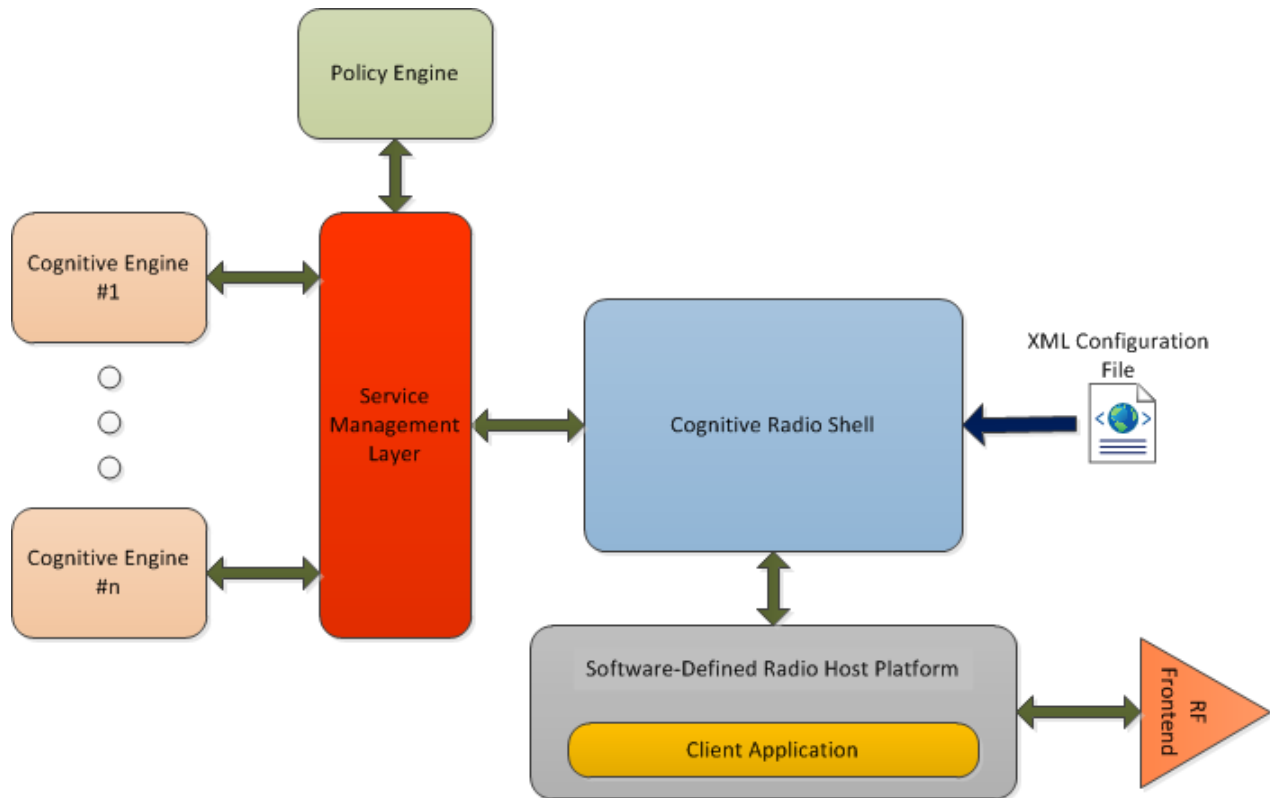 Policy Engine
Cognitive Engine
#1
XML Configuration
File
Service
Management
Layer
Cognitive Radio Shell
Cognitive Engine
#n
Software-Defined Radio Host Platform
Client Application
RF
Frontend